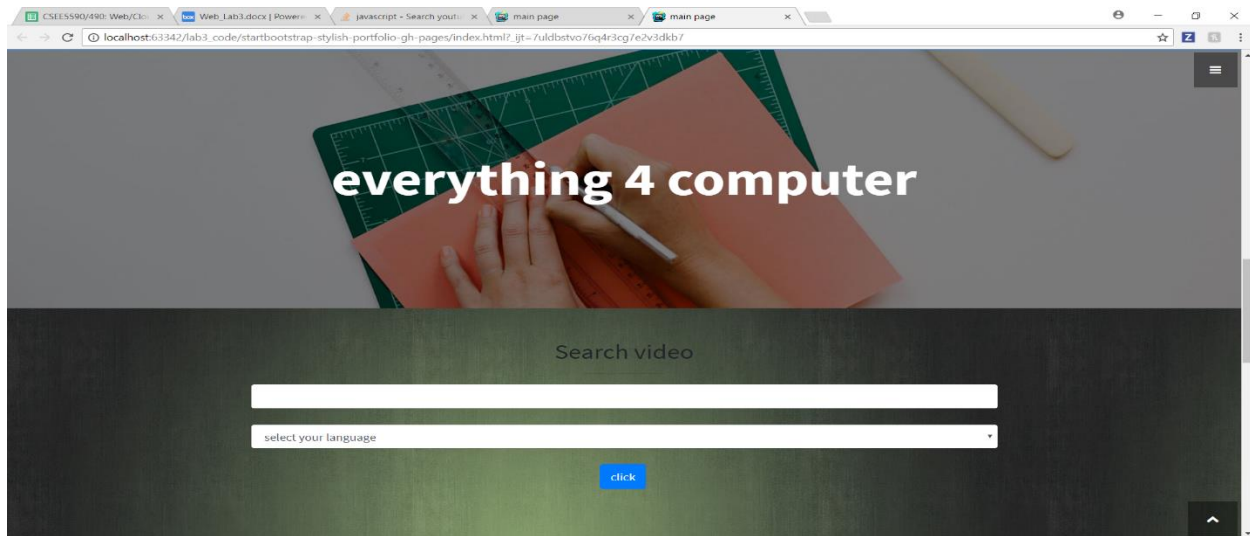 CSEE5590/490: Web/Clo
Web_Lab3.docx | Powere
javascript - Search youtu
main page
main page
localhost:63342/lab3_code/startbootstrap-stylish-portfolio-gh-pages/index.html?_ijt=7uldbstvo76q4r3cg7e2v3dkb7
everything 4 computer
Search video
select your language
click